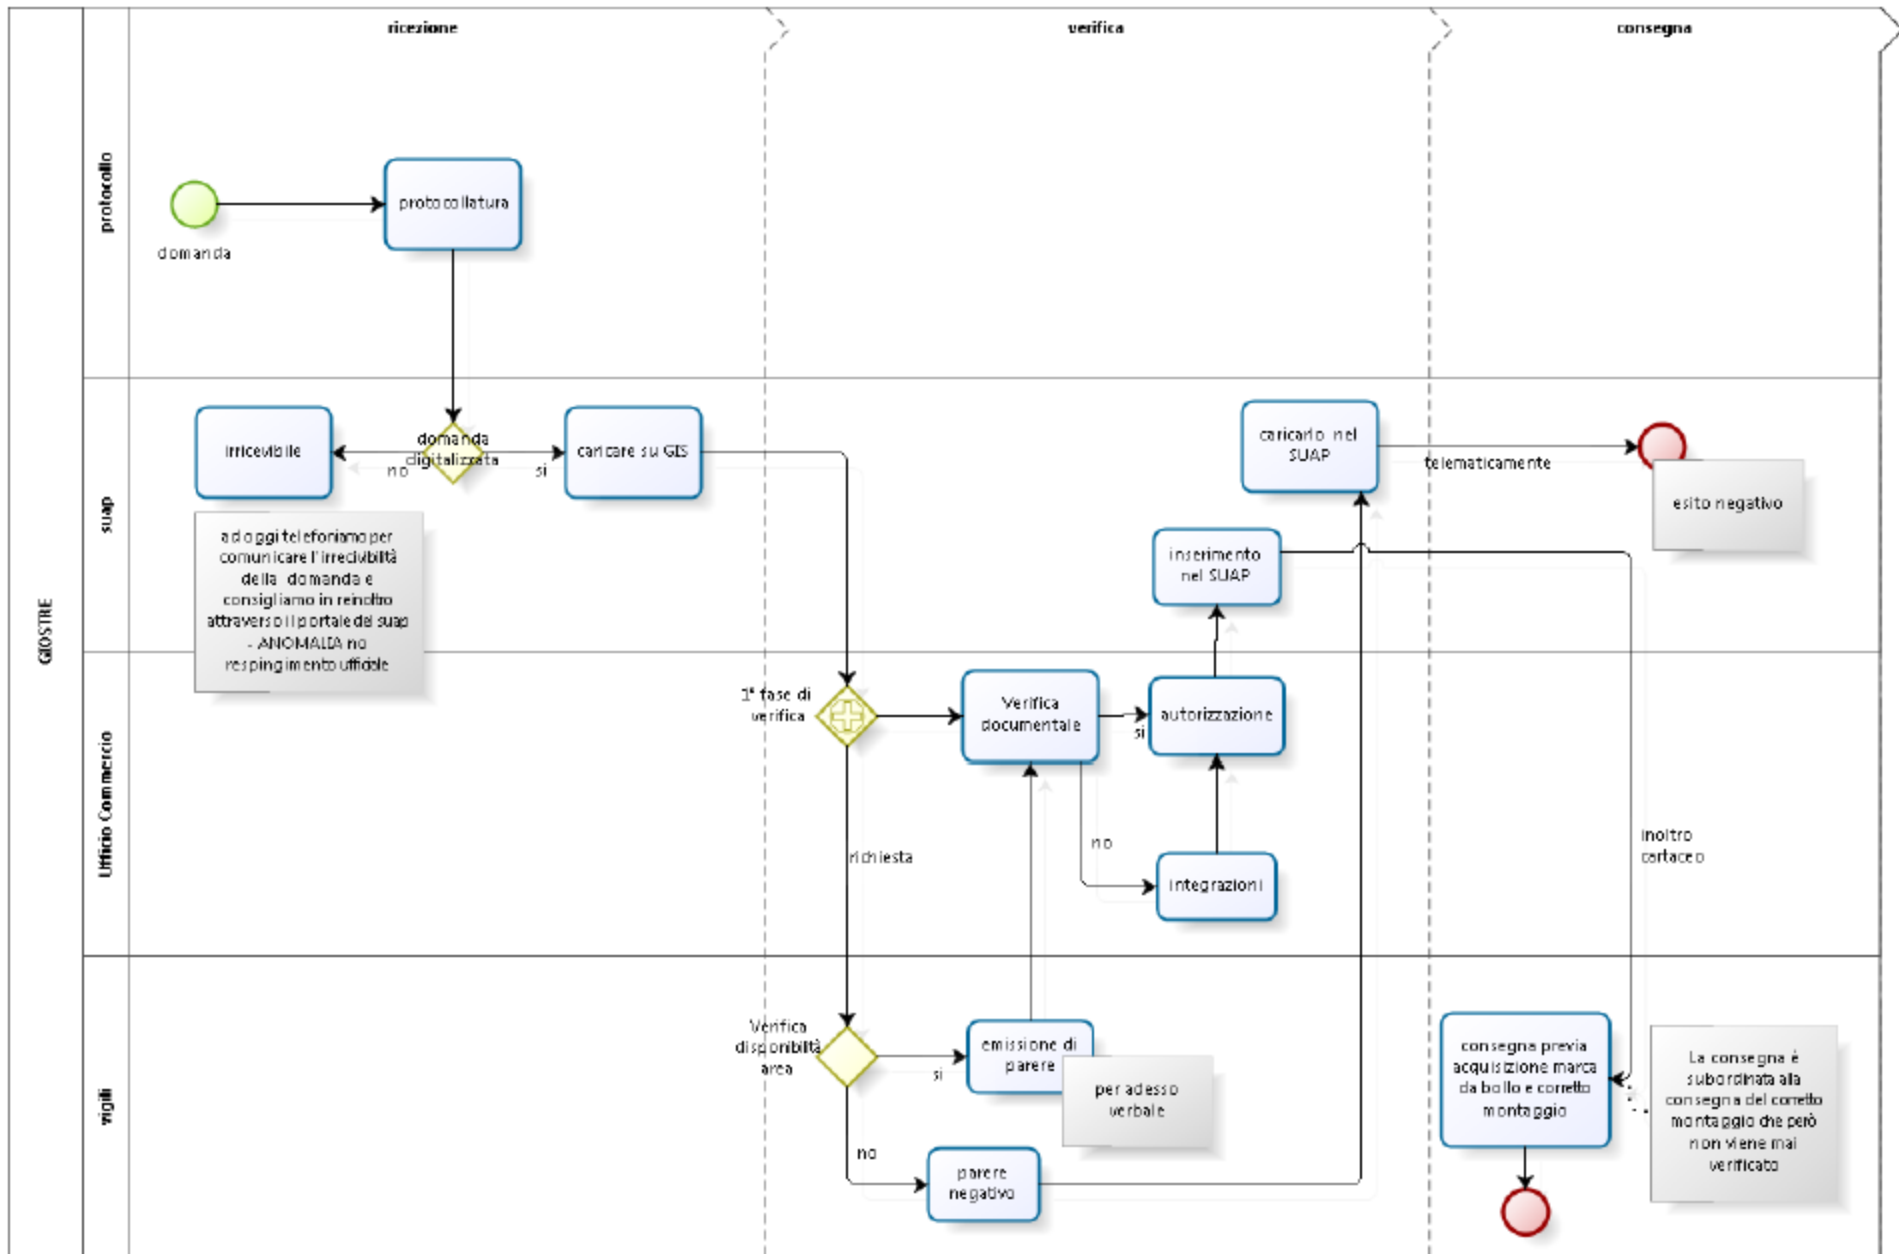 ricezione
verifica
consegna
GIOSTRE
protocollo
domanda
protocollatura
suap
irricevibile
no
domanda
digitalizzata
si
caricare su GIS
ad oggi telefoniamo per
comunicare l'irrecivibilità
della domanda e
consigliamo in reinoltro
attraverso il portale del suap
- ANOMALIA no
respingimento ufficiale
caricarlo nel
SUAP
telematicamente
esito negativo
inserimento
nel SUAP
Ufficio Commercio
1° fase di
verifica
Verifica
documentale
si
autorizzazione
richiesta
no
integrazioni
inoltro
cartaceo
vigili
Verifica
disponibilità
area
si
emissione di
parere
per adesso
verbale
no
parere
negativo
consegna previa
acquisizione marca
da bollo e corretto
montaggio
La consegna è
subordinata alla
consegna del corretto
montaggio che però
non viene mai
verificato